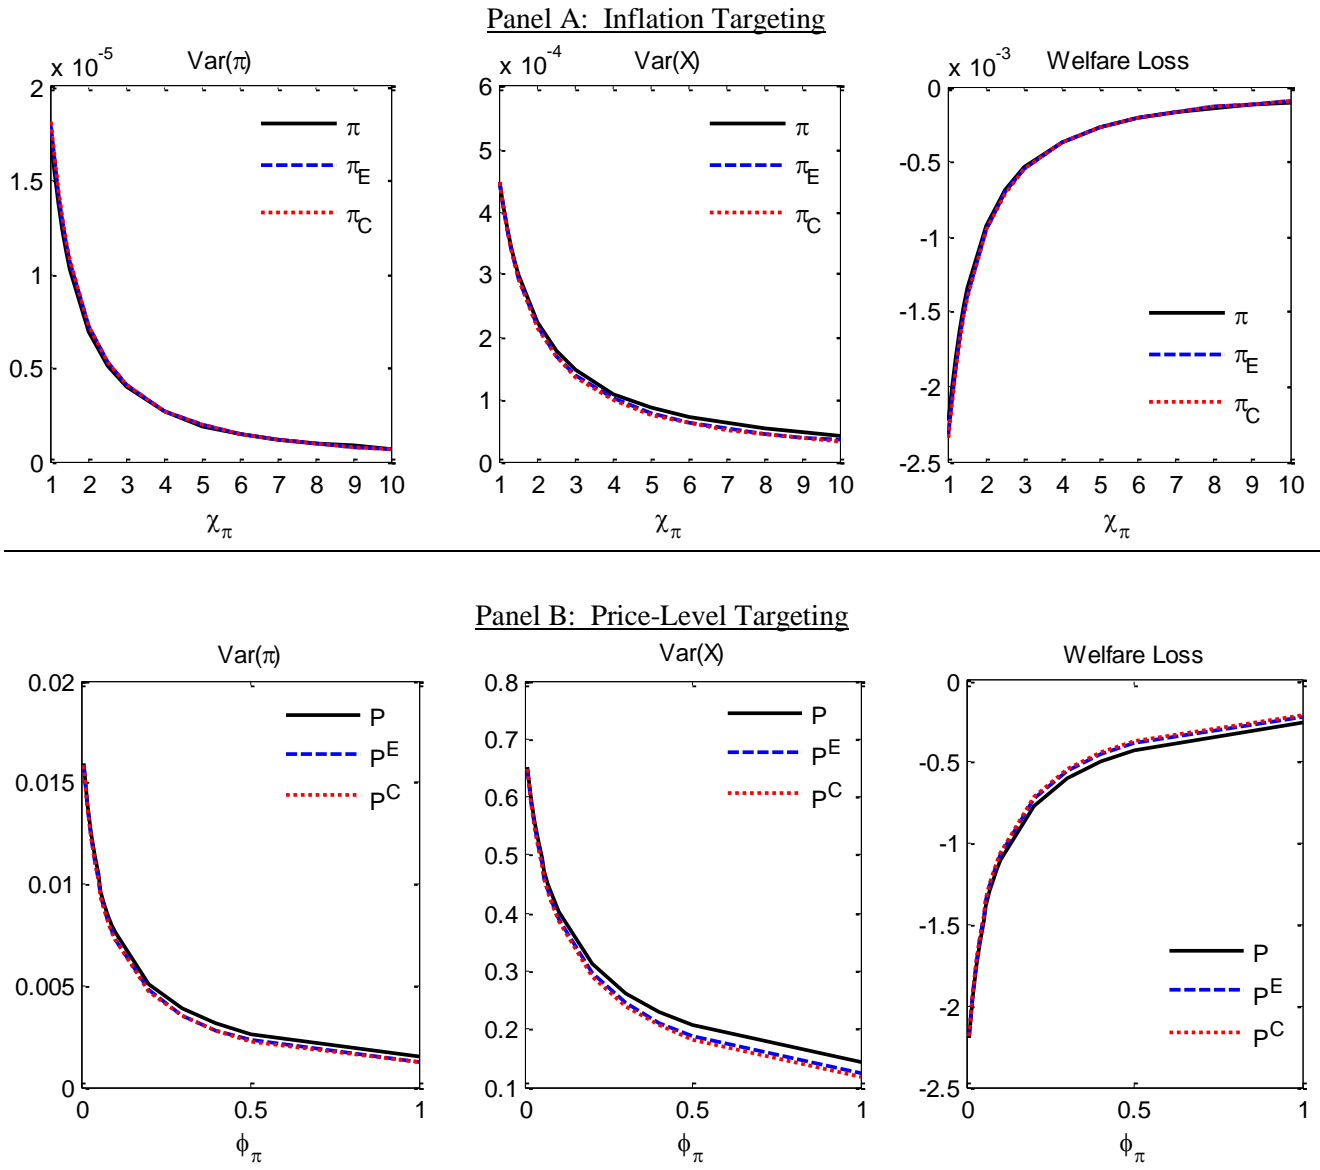 Panel A: Inflation Targeting
Var(π)
Var(X)
Welfare Loss
x 10^-5
x 10^-4
x 10^-3
2
1.5
1
0.5
0
π
π_E
π_C
1 2 3 4 5 6 7 8 9 10
χ_π
6
5
4
3
2
1
0
π
π_E
π_C
1 2 3 4 5 6 7 8 9 10
χ_π
0
-0.5
-1
-1.5
-2
-2.5
π
π_E
π_C
1 2 3 4 5 6 7 8 9 10
χ_π
Panel B: Price-Level Targeting
Var(π)
Var(X)
Welfare Loss
0.02
0.015
0.01
0.005
0
P
P^E
P^C
0 0.5 1
ϕ_π
0.8
0.7
0.6
0.5
0.4
0.3
0.2
0.1
P
P^E
P^C
0 0.5 1
ϕ_π
0
-0.5
-1
-1.5
-2
-2.5
P
P^E
P^C
0 0.5 1
ϕ_π